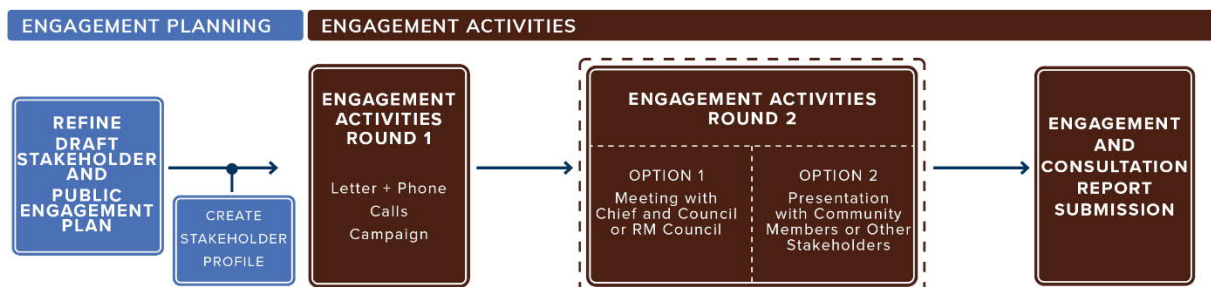 ENGAGEMENT PLANNING
ENGAGEMENT ACTIVITIES
REFINE
DRAFT
STAKEHOLDER
AND
PUBLIC
ENGAGEMENT
PLAN
CREATE
STAKEHOLDER
PROFILE
ENGAGEMENT
ACTIVITIES
ROUND 1
Letter + Phone
Calls
Campaign
ENGAGEMENT ACTIVITIES
ROUND 2
OPTION 1
Meeting with
Chief and Council
or RM Council
OPTION 2
Presentation
with Community
Members or Other
Stakeholders
ENGAGEMENT
AND
CONSULTATION
REPORT
SUBMISSION